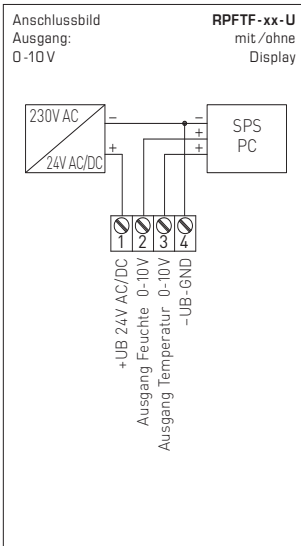 Anschlussbild
Ausgang:
0-10 V
RPFTF-xx-U
mit/ohne
Display
230V AC
24V AC/DC
–
+
–
+
+
SPS
PC
1 2 3 4
+UB 24V AC/DC
Ausgang Feuchte 0-10V
Ausgang Temperatur 0-10V
–UB-GND